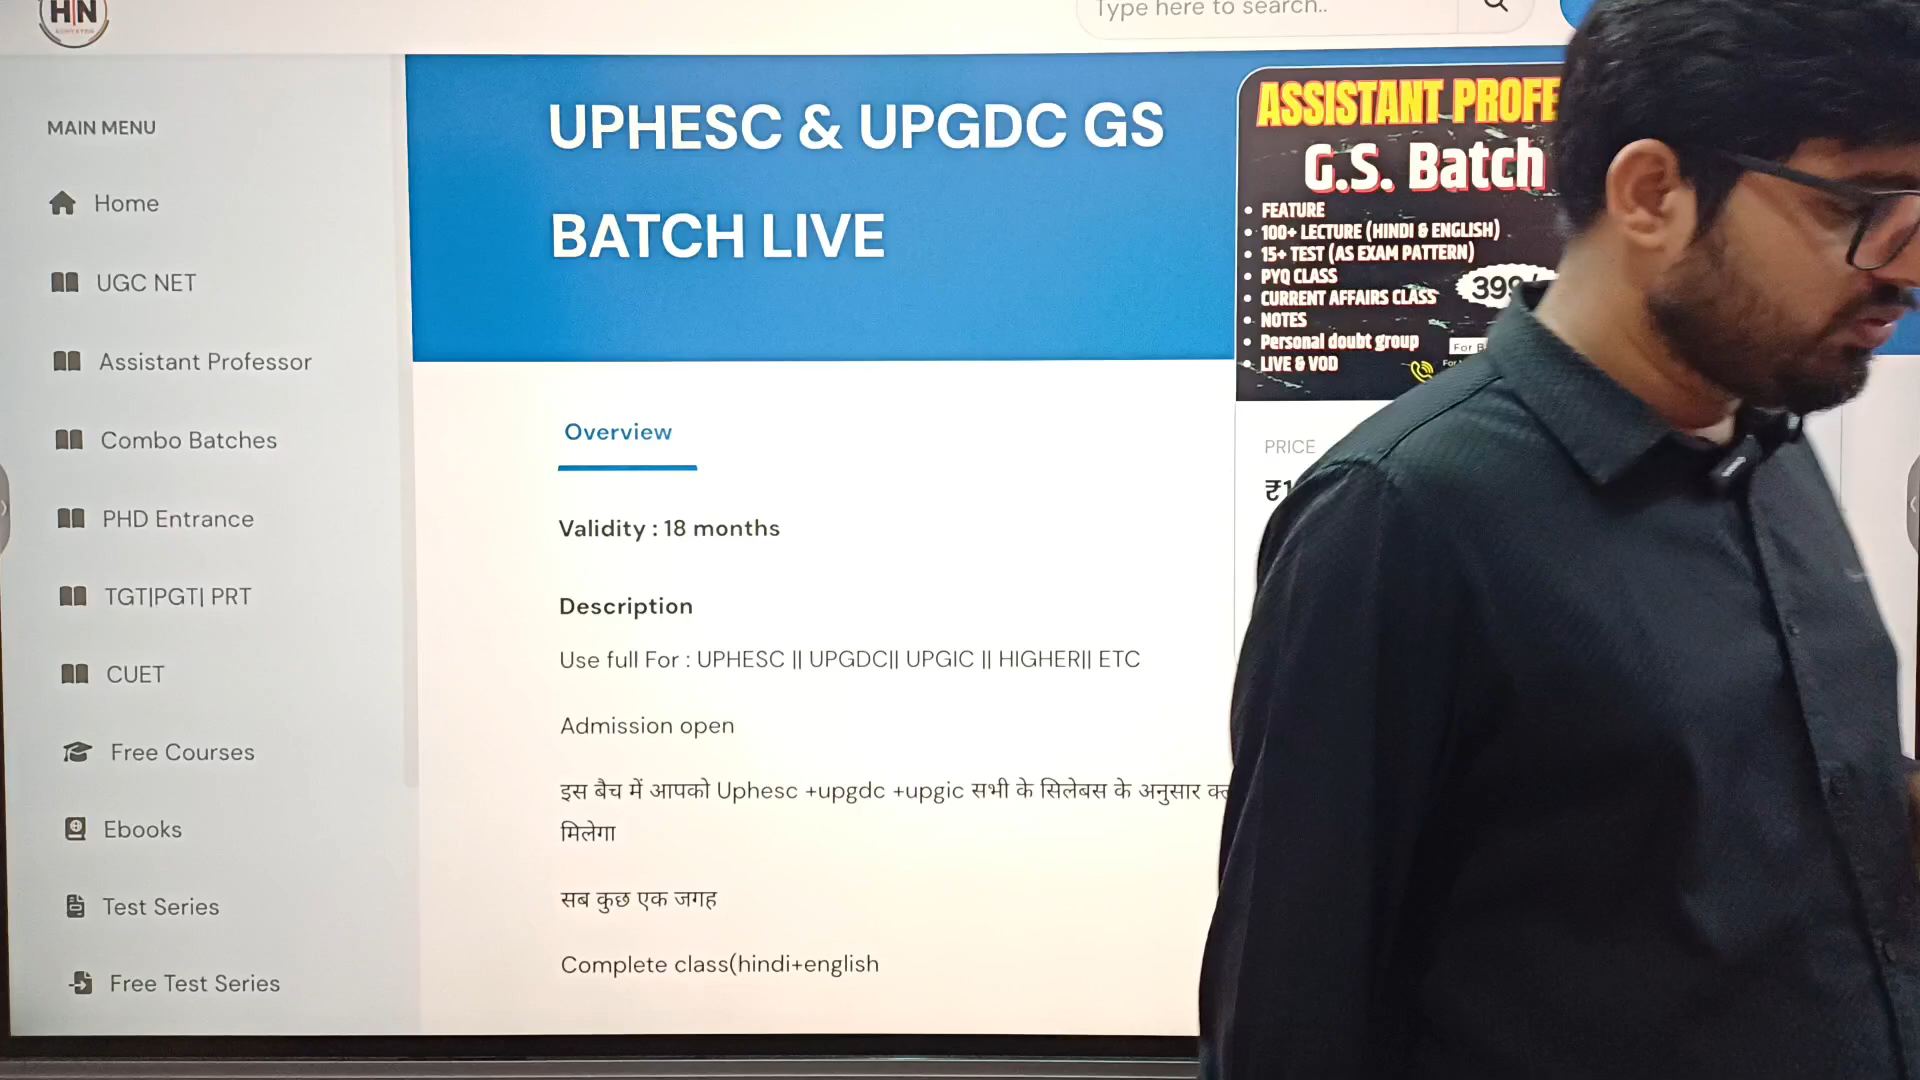 HN
Type here to search..
MAIN MENU
Home
UGC NET
Assistant Professor
Combo Batches
PHD Entrance
TGT|PGT| PRT
CUET
Free Courses
Ebooks
Test Series
Free Test Series
UPHESC & UPGDC GS
BATCH LIVE
Overview
Validity : 18 months
Description
Use full For : UPHESC || UPGDC|| UPGIC || HIGHER|| ETC
Admission open
इस बैच में आपको Uphesc +upgdc +upgic सभी के सिलेबस के अनुसार
मिलेगा
सब कुछ एक जगह
Complete class(hindi+english
ASSISTANT
G.S. Batch
• FEATURE
• 100+ LECTURE (HINDI & ENGLISH)
• 15+ TEST (AS EXAM PATTERN)
• PYQ CLASS
• CURRENT AFFAIRS CLASS
• NOTES
• Personal doubt group
• LIVE & VOD
For
PRICE